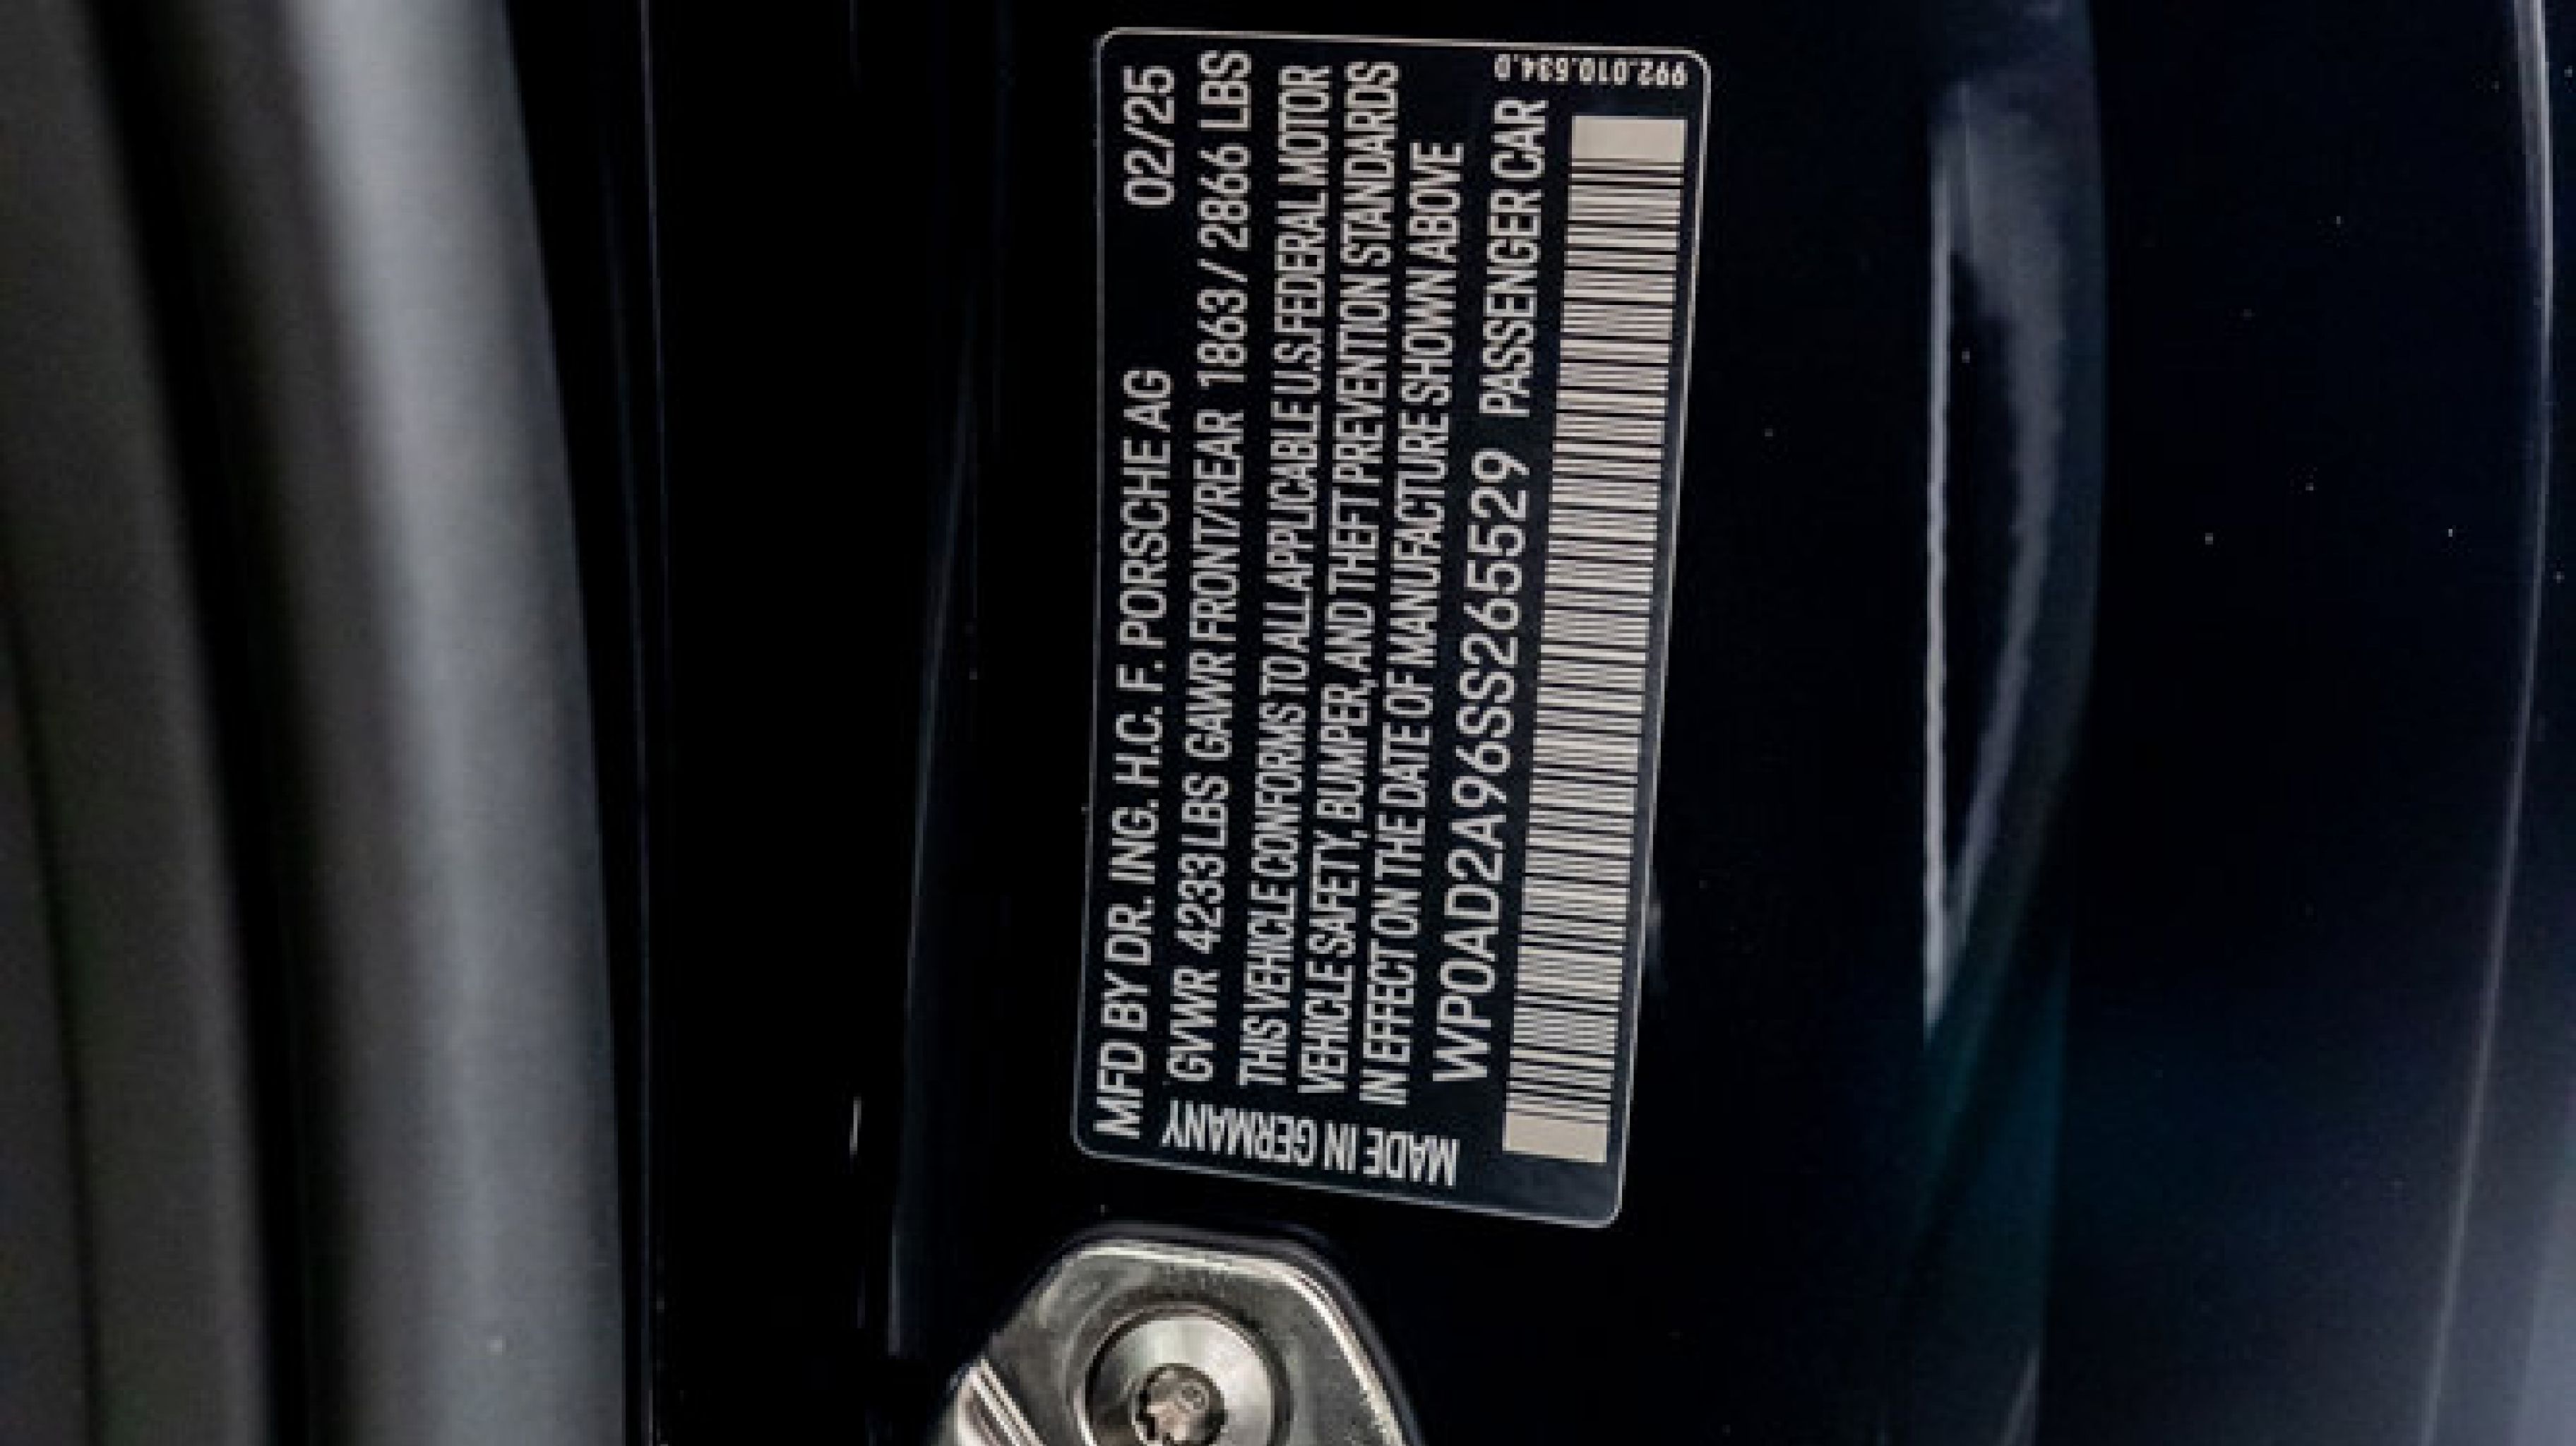 MFD BY DR. ING. H.C. F. PORSCHE AG 02/25
GVWR 4233 LBS GAWR FRONT/REAR 1863 / 2866 LBS
THIS VEHICLE CONFORMS TO ALL APPLICABLE U.S. FEDERAL MOTOR
VEHICLE SAFETY, BUMPER, AND THEFT PREVENTION STANDARDS
IN EFFECT ON THE DATE OF MANUFACTURE SHOWN ABOVE
WP0AD2A96SS265529 PASSENGER CAR
MADE IN GERMANY
992.010.634.0